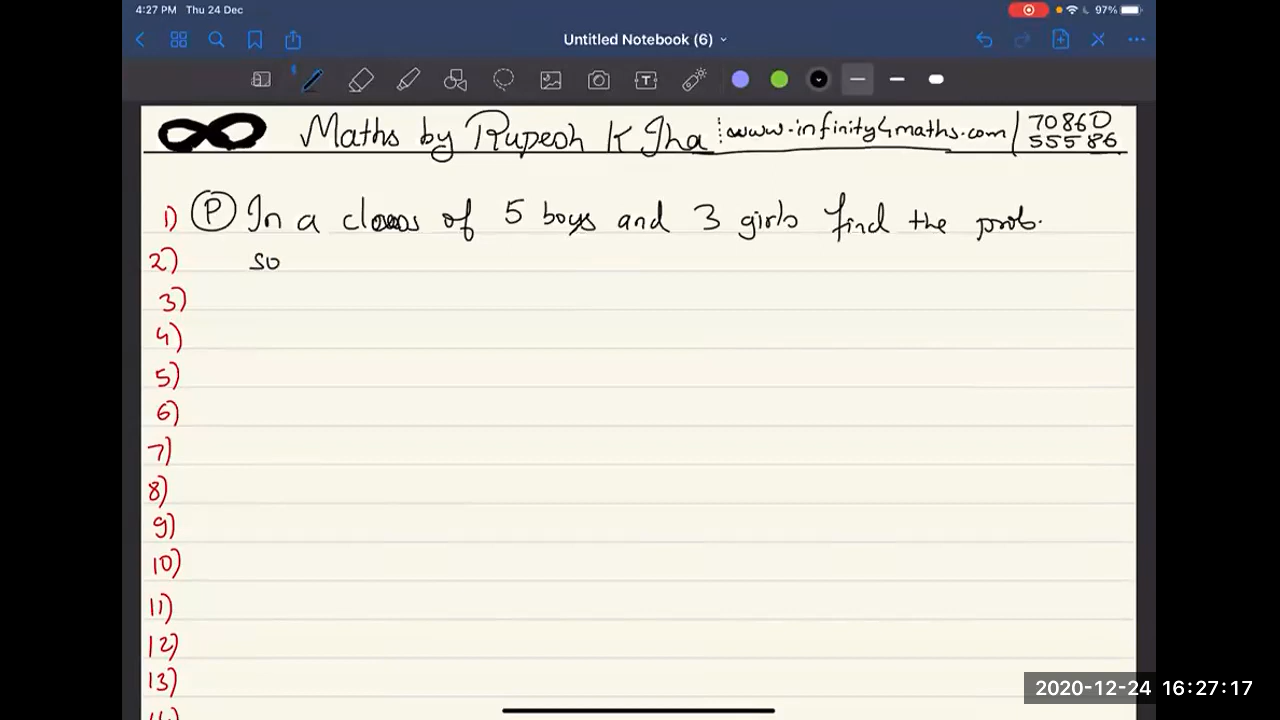 4:27 PM Thu 24 Dec
97%
Untitled Notebook (6)
Maths by Rupesh K Jha www.infinity4maths.com 70860 55586
1) P In a class of 5 boys and 3 girls find the prob.
2) so
3)
4)
5)
6)
7)
8)
9)
10)
11)
12)
13)
2020-12-24 16:27:17